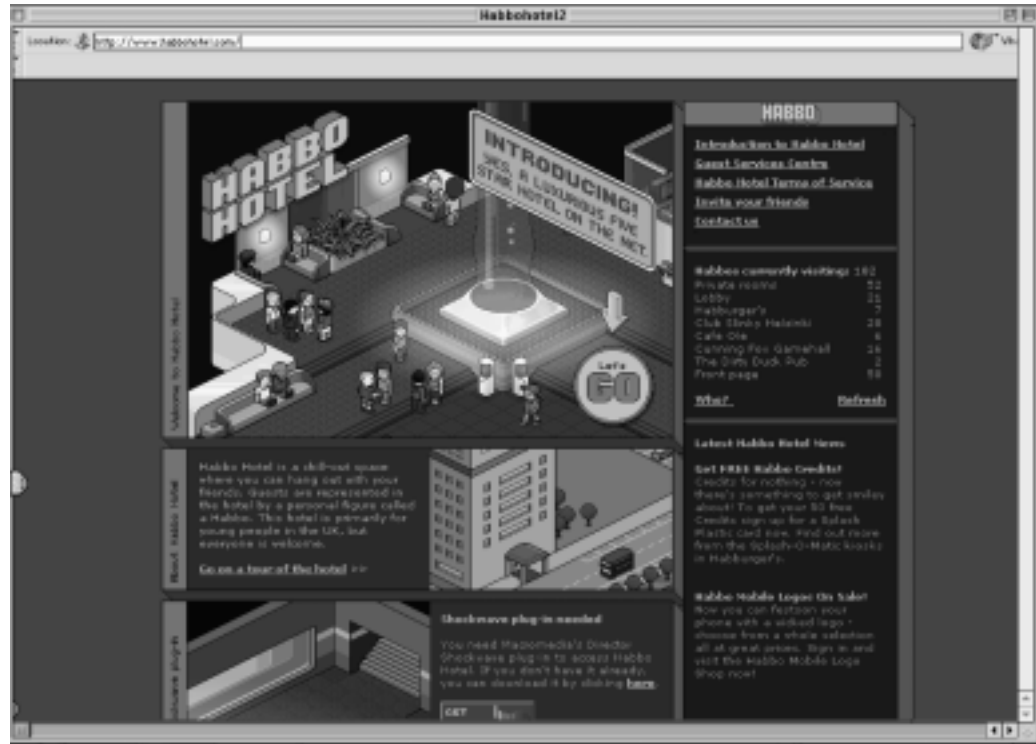 Habbohotel2
Location: http://www.habbohotel.com/
HABBO
HOTEL
INTRODUCING!
YES, A LUXURIOUS FIVE
STAR HOTEL ON THE NET
Let's
GO
Welcome to Habbo Hotel
HABBO
Introduction to Habbo Hotel
Guest Services Centre
Habbo Hotel Terms of Service
Invite your friends
Contact us
Habbos currently visiting: 182
Private rooms 52
Lobby 21
Habburger's 7
Club Slinky Helsinki 28
Cafe Ole 6
Cunning Fox Gamehall 16
The Dirty Duck Pub 2
Front page 50
Who? Refresh
Latest Habbo Hotel News
Get FREE Habbo Credits!
Credits for nothing - now
there's something to get smiley
about! To get your 50 free
Credits sign up for a Splash
Plastic card now. Find out more
from the Splash-O-Matic kiosks
in Habburger's.
Habbo Mobile Logos On Sale!
Now you can festoon your
phone with a wicked logo -
choose from a whole selection
all at great prices. Sign in and
visit the Habbo Mobile Logo
Shop now!
About Habbo Hotel
Habbo Hotel is a chill-out space
where you can hang out with your
friends. Guests are represented in
the hotel by a personal figure called
a Habbo. This hotel is primarily for
young people in the UK, but
everyone is welcome.
Go on a tour of the hotel >>
plug-in
Shockwave plug-in needed
You need Macromedia's Director
Shockwave plug-in to access Habbo
Hotel. If you don't have it already,
you can download it by clicking here.
GET